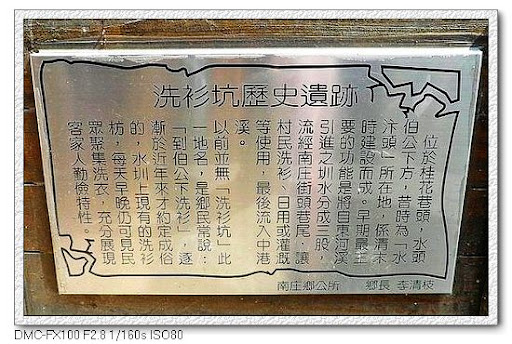 洗衫坑歷史遺跡
位於桂花巷頭，水頭
伯公下方，昔時為「水
汴頭」所在地，係清末
時建設而成。早期最主
要的功能是將自東河溪
引進之圳水分成三股，
流經南庄街頭巷尾，讓
村民洗衫、日用或灌溉
等使用，最後流入中港
溪。
以前並無「洗衫坑」此
一地名，是鄉民常說：
「到伯公下洗衫」，逐
漸於近年來才約定成俗
的，水圳上現有的洗衫
枋，每天早晚仍可見民
眾聚集洗衣，充分展現
客家人勤儉特性。
南庄鄉公所 鄉長 李清枝
DMC-FX100 F2.8 1/160s ISO80